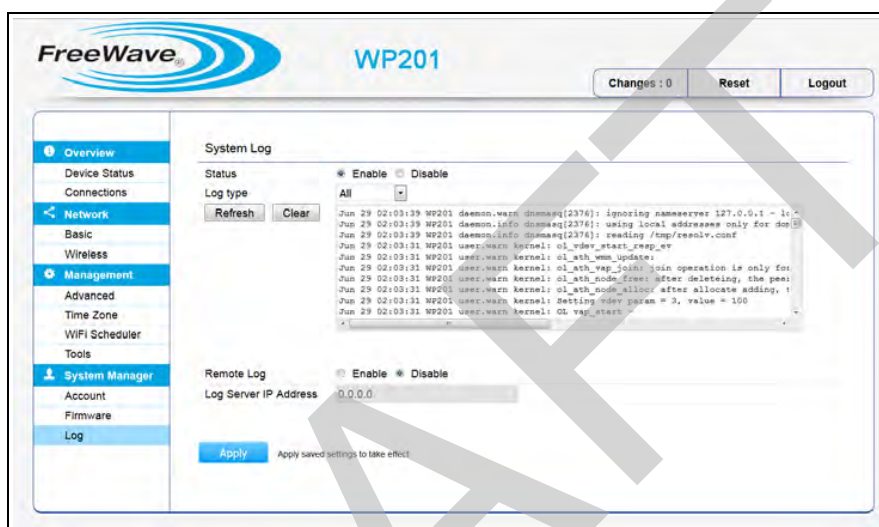 FreeWave®
WP201
Changes : 0 Reset Logout
Overview
Device Status
Connections
Network
Basic
Wireless
Management
Advanced
Time Zone
WiFi Scheduler
Tools
System Manager
Account
Firmware
Log
System Log
Status Enable Disable
Log type All
Refresh Clear
Jun 29 02:03:39 WP201 daemon.warn dnsmasq[2376]: ignoring nameserver 127.0.0.1 - lo
Jun 29 02:03:39 WP201 daemon.info dnsmasq[2376]: using local addresses only for dom
Jun 29 02:03:39 WP201 daemon.info dnsmasq[2376]: reading /tmp/resolv.conf
Jun 29 02:03:31 WP201 user.warn kernel: ol_vdev_start_resp_ev
Jun 29 02:03:31 WP201 user.warn kernel: ol_ath_wmm_update:
Jun 29 02:03:31 WP201 user.warn kernel: ol_ath_vap_join: join operation is only for
Jun 29 02:03:31 WP201 user.warn kernel: ol_ath_node_free: after deleteing, the pee
Jun 29 02:03:31 WP201 user.warn kernel: ol_ath_node_alloc: after allocate adding, t
Jun 29 02:03:31 WP201 user.warn kernel: Setting vdev param = 3, value = 100
Jun 29 02:03:31 WP201 user.warn kernel: OL vap_start -
Remote Log Enable Disable
Log Server IP Address 0.0.0.0
Apply Apply saved settings to take effect